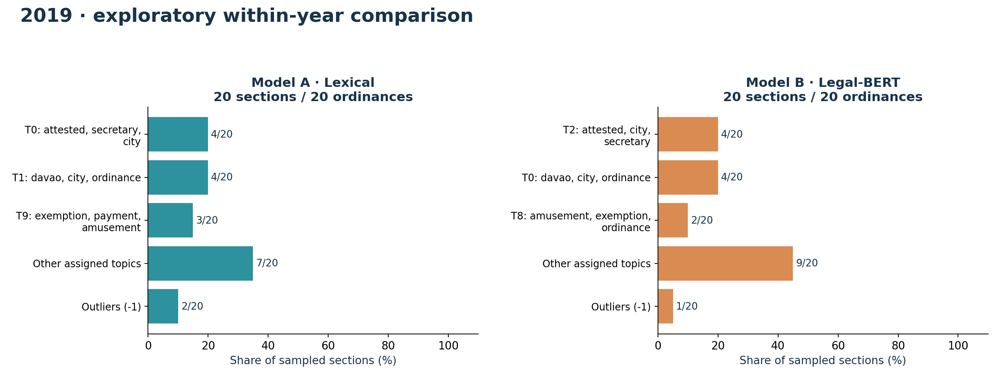 2019 · exploratory within-year comparison
Model A · Lexical
20 sections / 20 ordinances
T0: attested, secretary,
city
4/20
T1: davao, city, ordinance
4/20
T9: exemption, payment,
amusement
3/20
Other assigned topics
7/20
Outliers (-1)
2/20
0 20 40 60 80 100
Share of sampled sections (%)
Model B · Legal-BERT
20 sections / 20 ordinances
T2: attested, city,
secretary
4/20
T0: davao, city, ordinance
4/20
T8: amusement, exemption,
ordinance
2/20
Other assigned topics
9/20
Outliers (-1)
1/20
0 20 40 60 80 100
Share of sampled sections (%)